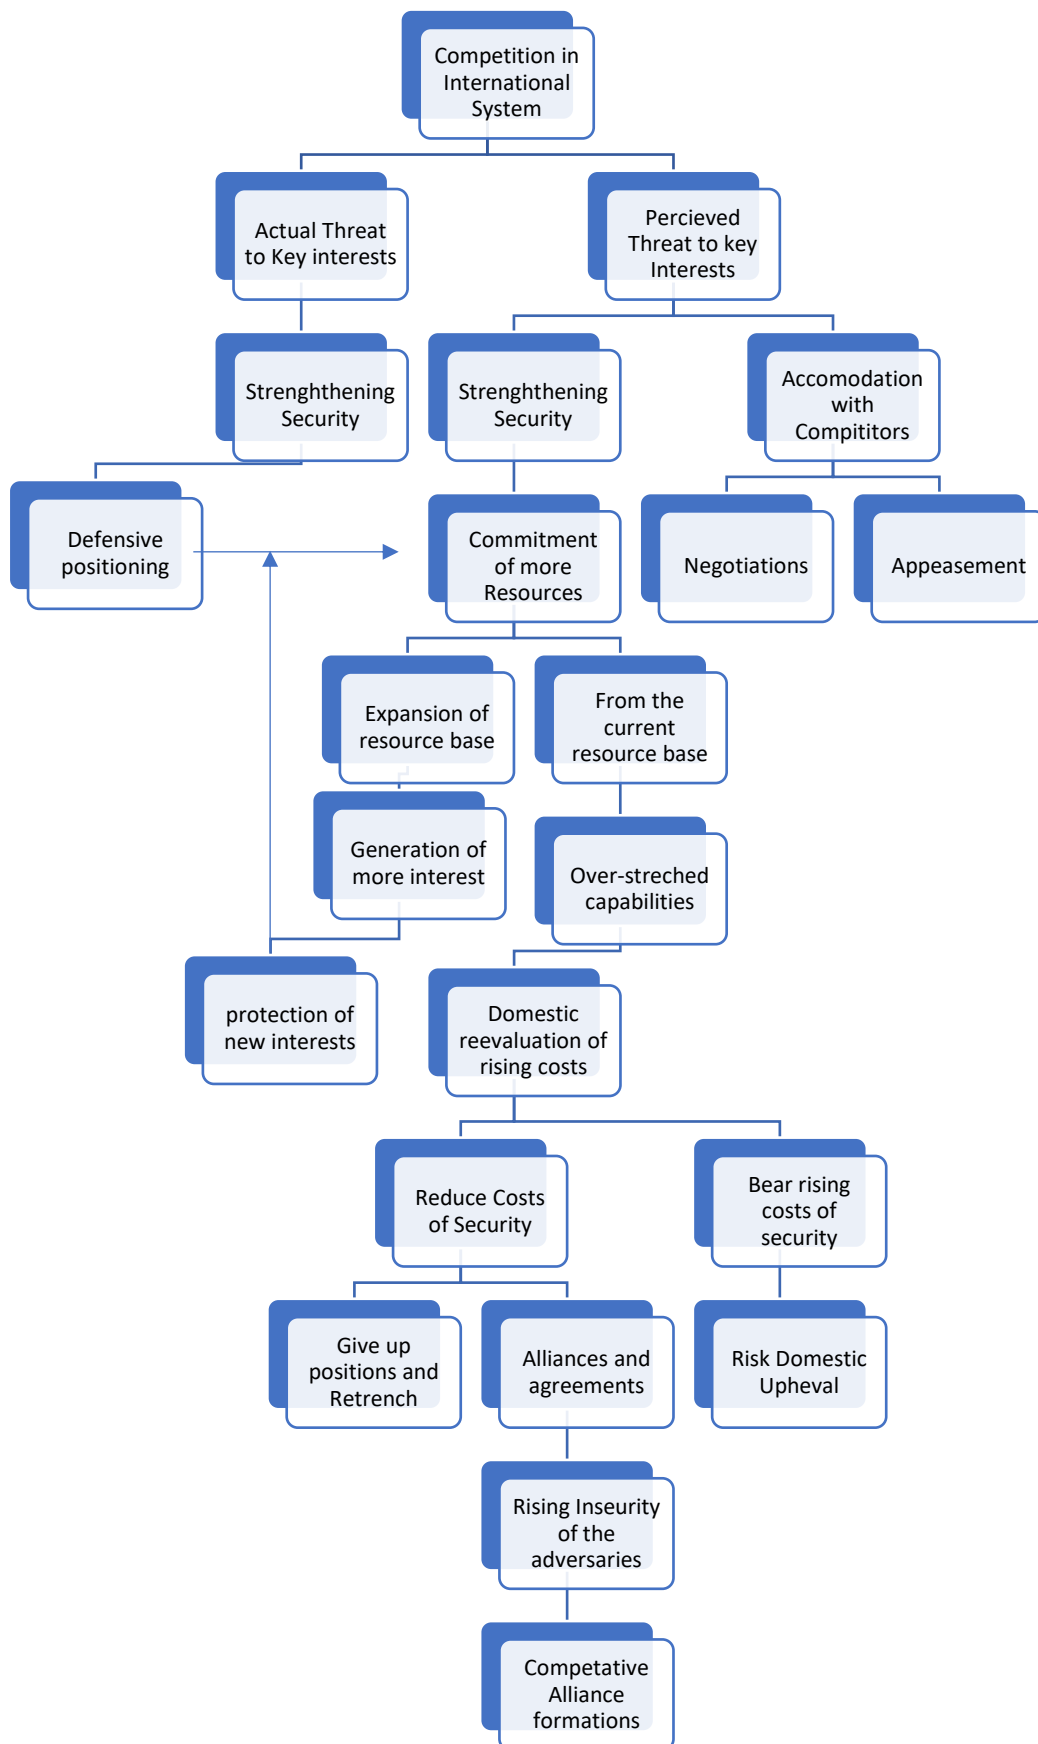 Competition in
International
System
Actual Threat
to Key interests
Percieved
Threat to key
Interests
Strenghthening
Security
Strenghthening
Security
Accomodation
with
Compititors
Defensive
positioning
Commitment
of more
Resources
Negotiations
Appeasement
Expansion of
resource base
From the
current
resource base
Generation of
more interest
Over-streched
capabilities
protection of
new interests
Domestic
reevaluation of
rising costs
Reduce Costs
of Security
Bear rising
costs of
security
Give up
positions and
Retrench
Alliances and
agreements
Risk Domestic
Upheval
Rising Inseurity
of the
adversaries
Competative
Alliance
formations